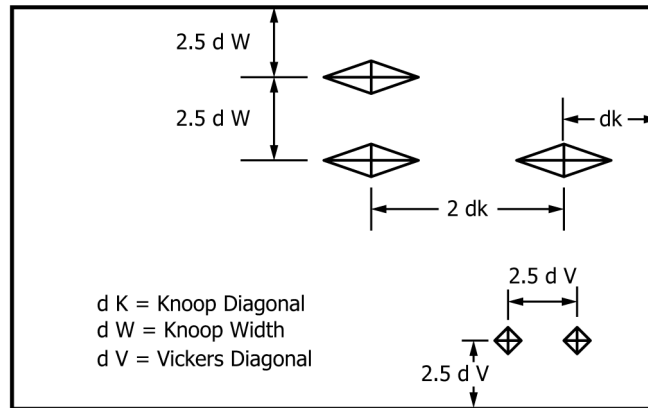 2.5 d W
2.5 d W
dk
2 dk
2.5 d V
d K = Knoop Diagonal
d W = Knoop Width
d V = Vickers Diagonal
2.5 d V